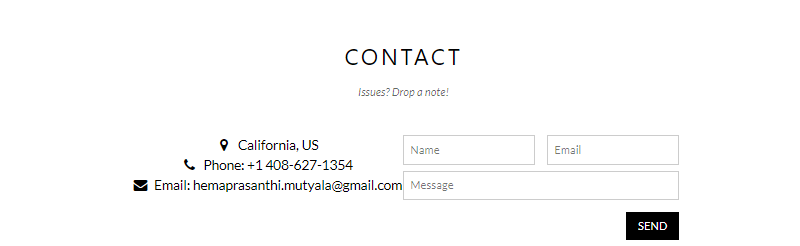 CONTACT
Issues? Drop a note!
California, US
Phone: +1 408-627-1354
Email: hemaprasanthi.mutyala@gmail.com
Name
Email
Message
SEND